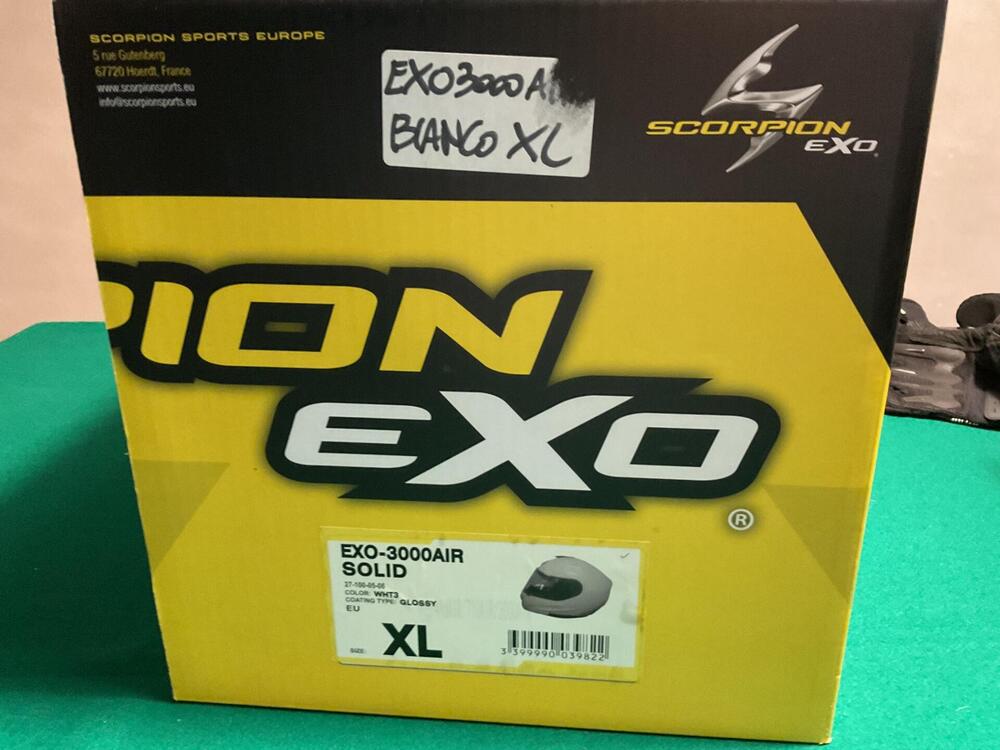 SCORPION SPORTS EUROPE
5 rue Gutenberg
67720 Hoerdt, France
www.scorpionsports.eu
info@scorpionsports.eu
EXO3000A
BIANCO XL
SCORPION
EXO
PION
EXO
®
EXO-3000AIR
SOLID
27-100-05-06
COLOR: WHT3
COATING TYPE: GLOSSY
EU
SIZE: XL
3 399990 039822